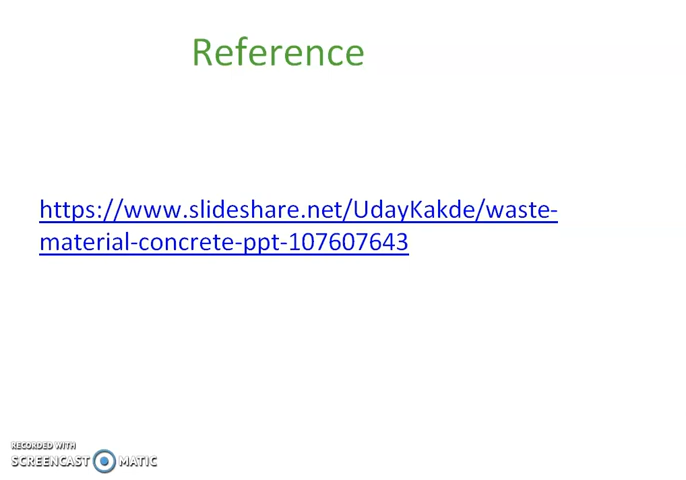 Reference
https://www.slideshare.net/UdayKakde/waste-
material-concrete-ppt-107607643
RECORDED WITH
SCREENCAST MATIC